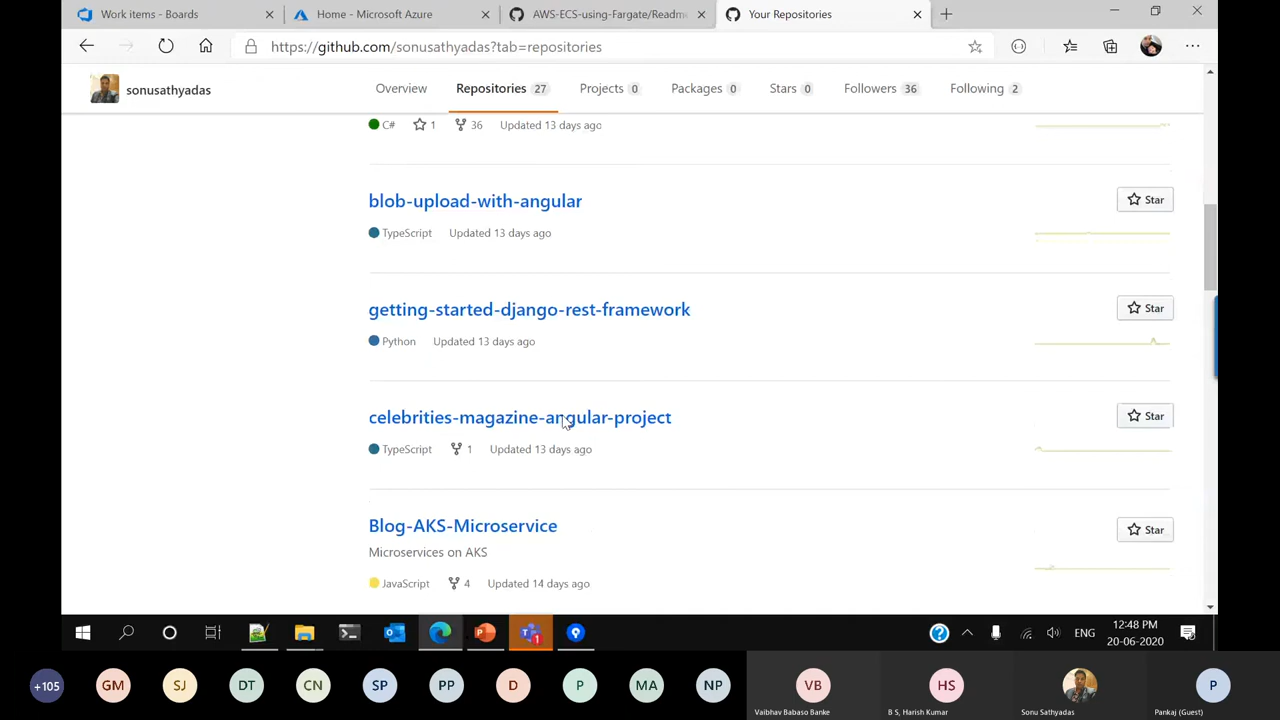 Work items - Boards
Home - Microsoft Azure
AWS-ECS-using-Fargate/Readm
Your Repositories
https://github.com/sonusathyadas?tab=repositories
sonusathyadas
Overview
Repositories 27
Projects 0
Packages 0
Stars 0
Followers 36
Following 2
C# 1 36 Updated 13 days ago
blob-upload-with-angular
Star
TypeScript Updated 13 days ago
getting-started-django-rest-framework
Star
Python Updated 13 days ago
celebrities-magazine-angular-project
Star
TypeScript 1 Updated 13 days ago
Blog-AKS-Microservice
Star
Microservices on AKS
JavaScript 4 Updated 14 days ago
1
ENG
12:48 PM
20-06-2020
+105
GM
SJ
DT
CN
SP
PP
D
P
MA
NP
VB
HS
P
Vaibhav Babaso Banke
B S, Harish Kumar
Sonu Sathyadas
Pankaj (Guest)